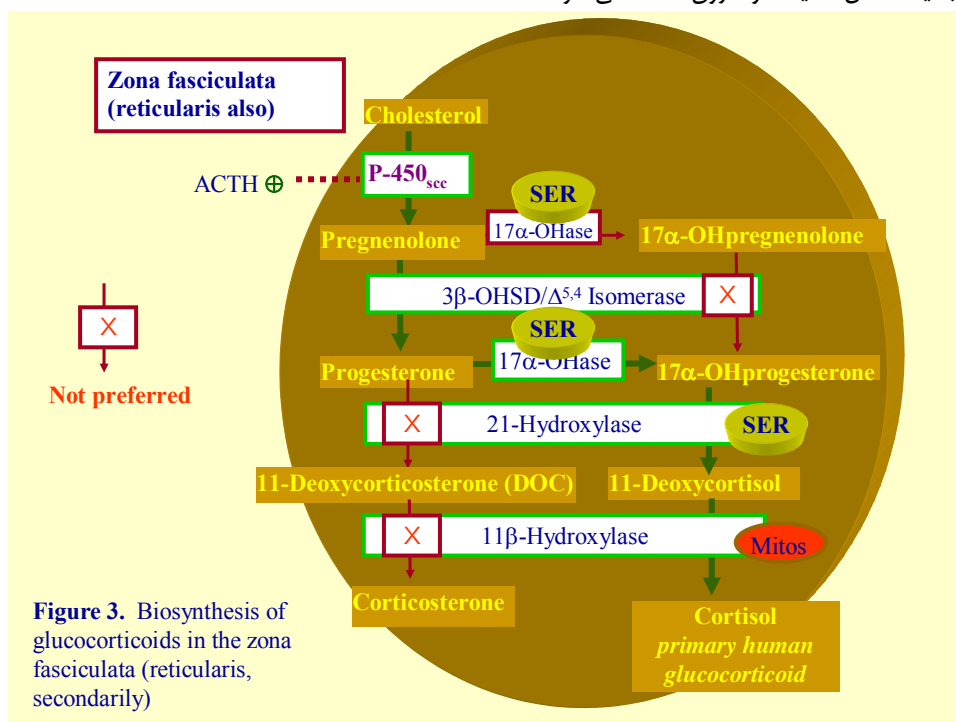 Zona fasciculata
(reticularis also)
Cholesterol
ACTH ⊕
P-450scc
SER
Pregnenolone
17α-OHase
17α-OHpregnenolone
3β-OHSD/Δ5,4 Isomerase
X
X
SER
Progesterone
17α-OHase
17α-OHprogesterone
Not preferred
X
21-Hydroxylase
SER
11-Deoxycorticosterone (DOC)
11-Deoxycortisol
X
11β-Hydroxylase
Mitos
Corticosterone
Cortisol
primary human
glucocorticoid
Figure 3. Biosynthesis of
glucocorticoids in the zona
fasciculata (reticularis,
secondarily)